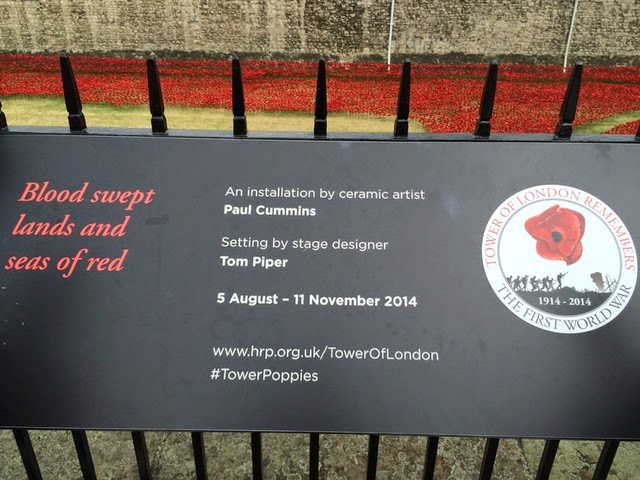 Blood swept
lands and
seas of red
An installation by ceramic artist
Paul Cummins
Setting by stage designer
Tom Piper
5 August – 11 November 2014
www.hrp.org.uk/TowerOfLondon
#TowerPoppies
TOWER OF LONDON REMEMBERS
1914 - 2014
THE FIRST WORLD WAR